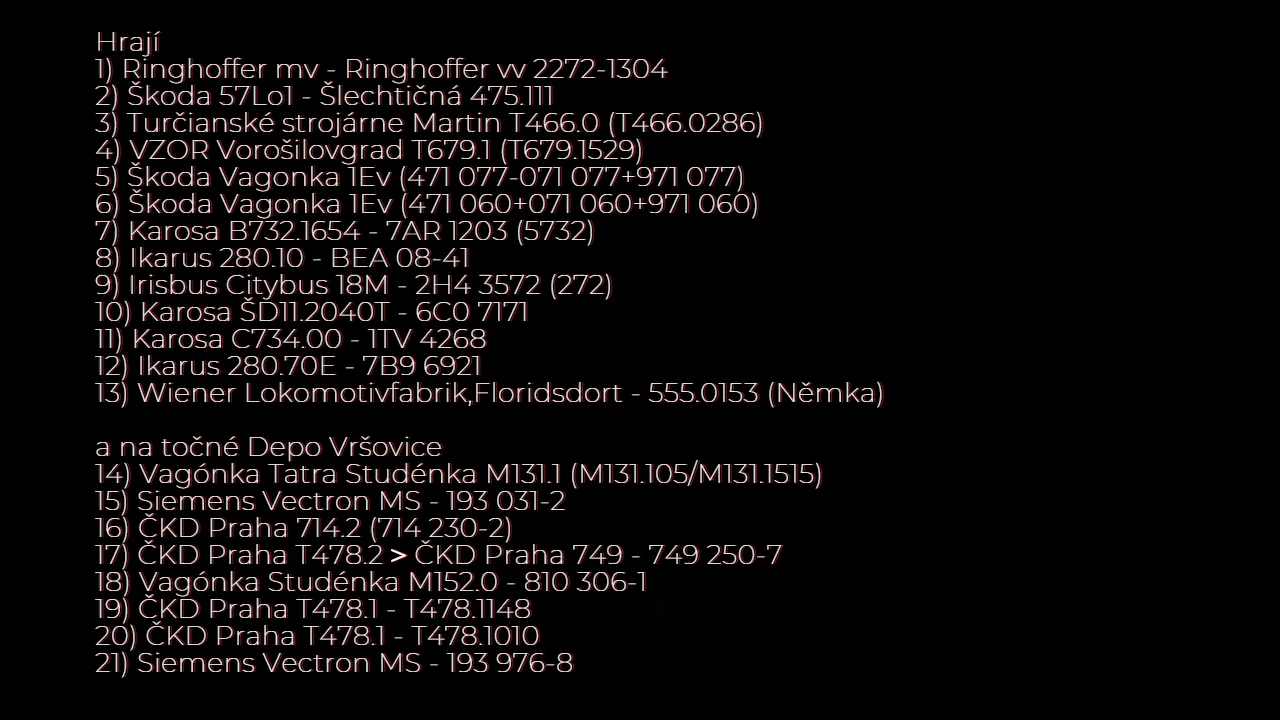 Hrají
1) Ringhoffer mv - Ringhoffer vv 2272-1304
2) Škoda 57Lo1 - Šlechtičná 475.111
3) Turčianské strojárne Martin T466.0 (T466.0286)
4) VZOR Vorošilovgrad T679.1 (T679.1529)
5) Škoda Vagonka 1Ev (471 077-071 077+971 077)
6) Škoda Vagonka 1Ev (471 060+071 060+971 060)
7) Karosa B732.1654 - 7AR 1203 (5732)
8) Ikarus 280.10 - BEA 08-41
9) Irisbus Citybus 18M - 2H4 3572 (272)
10) Karosa ŠD11.2040T - 6C0 7171
11) Karosa C734.00 - 1TV 4268
12) Ikarus 280.70E - 7B9 6921
13) Wiener Lokomotivfabrik,Floridsdort - 555.0153 (Němka)
a na točné Depo Vršovice
14) Vagónka Tatra Studénka M131.1 (M131.105/M131.1515)
15) Siemens Vectron MS - 193 031-2
16) ČKD Praha 714.2 (714 230-2)
17) ČKD Praha T478.2 > ČKD Praha 749 - 749 250-7
18) Vagónka Studénka M152.0 - 810 306-1
19) ČKD Praha T478.1 - T478.1148
20) ČKD Praha T478.1 - T478.1010
21) Siemens Vectron MS - 193 976-8